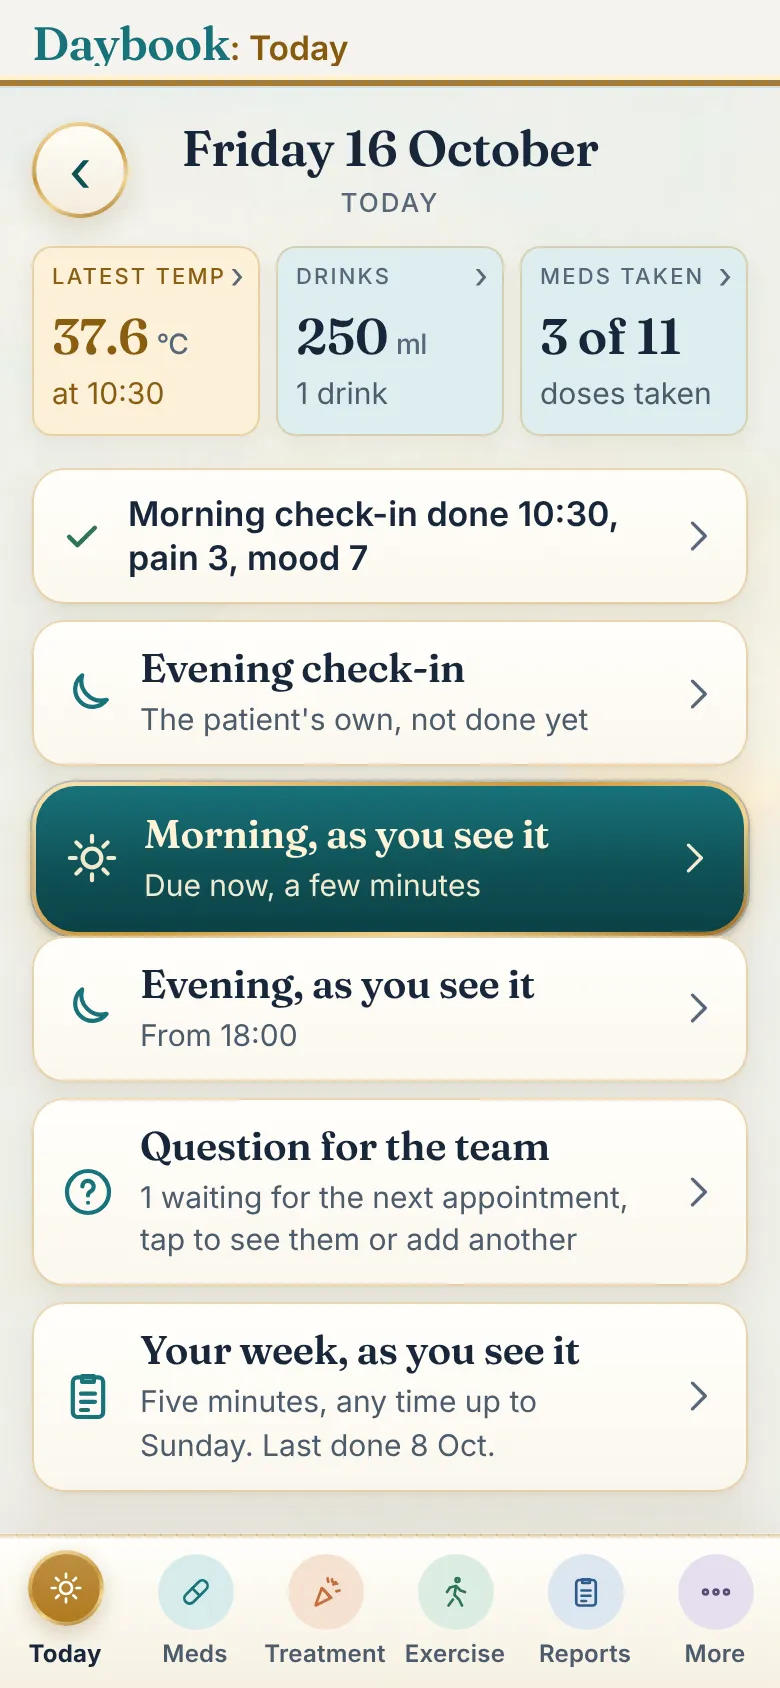 Daybook: Today
Friday 16 October
TODAY
LATEST TEMP
37.6 °C
at 10:30
DRINKS
250 ml
1 drink
MEDS TAKEN
3 of 11
doses taken
Morning check-in done 10:30,
pain 3, mood 7
Evening check-in
The patient's own, not done yet
Morning, as you see it
Due now, a few minutes
Evening, as you see it
From 18:00
Question for the team
1 waiting for the next appointment,
tap to see them or add another
Your week, as you see it
Five minutes, any time up to
Sunday. Last done 8 Oct.
Today
Meds
Treatment
Exercise
Reports
More